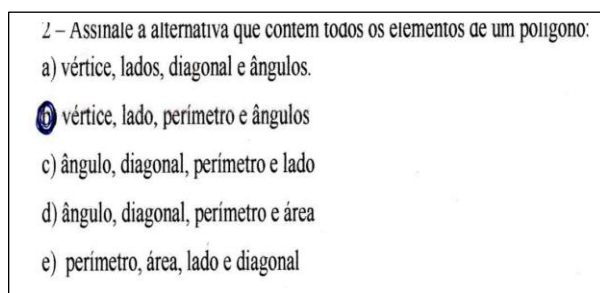 2 – Assinale a alternativa que contem todos os elementos de um polígono:
a) vértice, lados, diagonal e ângulos.
b) vértice, lado, perímetro e ângulos
c) ângulo, diagonal, perímetro e lado
d) ângulo, diagonal, perímetro e área
e) perímetro, área, lado e diagonal